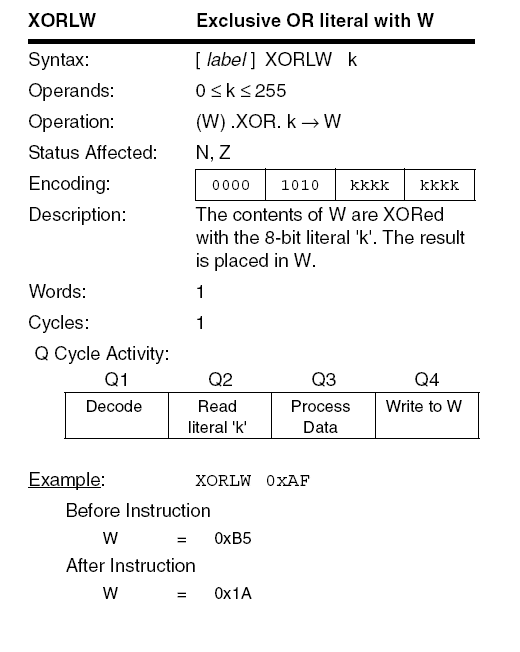 XORLW Exclusive OR literal with W
Syntax: [ label ] XORLW k
Operands: 0 ≤ k ≤ 255
Operation: (W) .XOR. k → W
Status Affected: N, Z
Encoding: 0000 1010 kkkk kkkk
Description: The contents of W are XORed
with the 8-bit literal 'k'. The result
is placed in W.
Words: 1
Cycles: 1
Q Cycle Activity:
Q1 Q2 Q3 Q4
Decode Read Process Write to W
literal 'k' Data
Example: XORLW 0xAF
Before Instruction
W = 0xB5
After Instruction
W = 0x1A